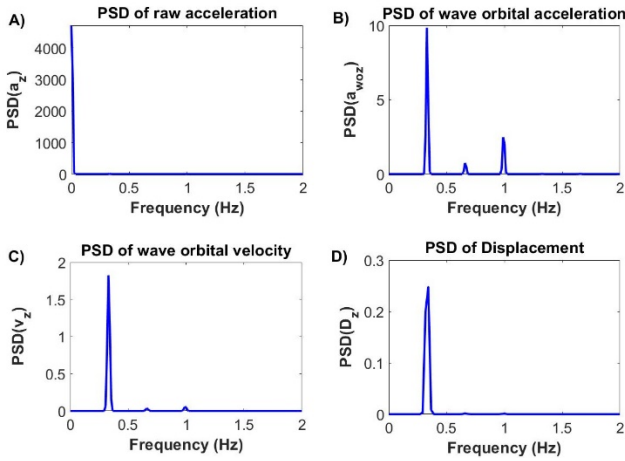 A)
PSD of raw acceleration
PSD(a_z)
4000
3000
2000
1000
0
0 0.5 1 1.5 2
Frequency (Hz)
B)
PSD of wave orbital acceleration
PSD(a_woz)
10
5
0
0 0.5 1 1.5 2
Frequency (Hz)
C)
PSD of wave orbital velocity
PSD(v_z)
2
1.5
1
0.5
0
0 0.5 1 1.5 2
Frequency (Hz)
D)
PSD of Displacement
PSD(D_z)
0.3
0.2
0.1
0
0 0.5 1 1.5 2
Frequency (Hz)